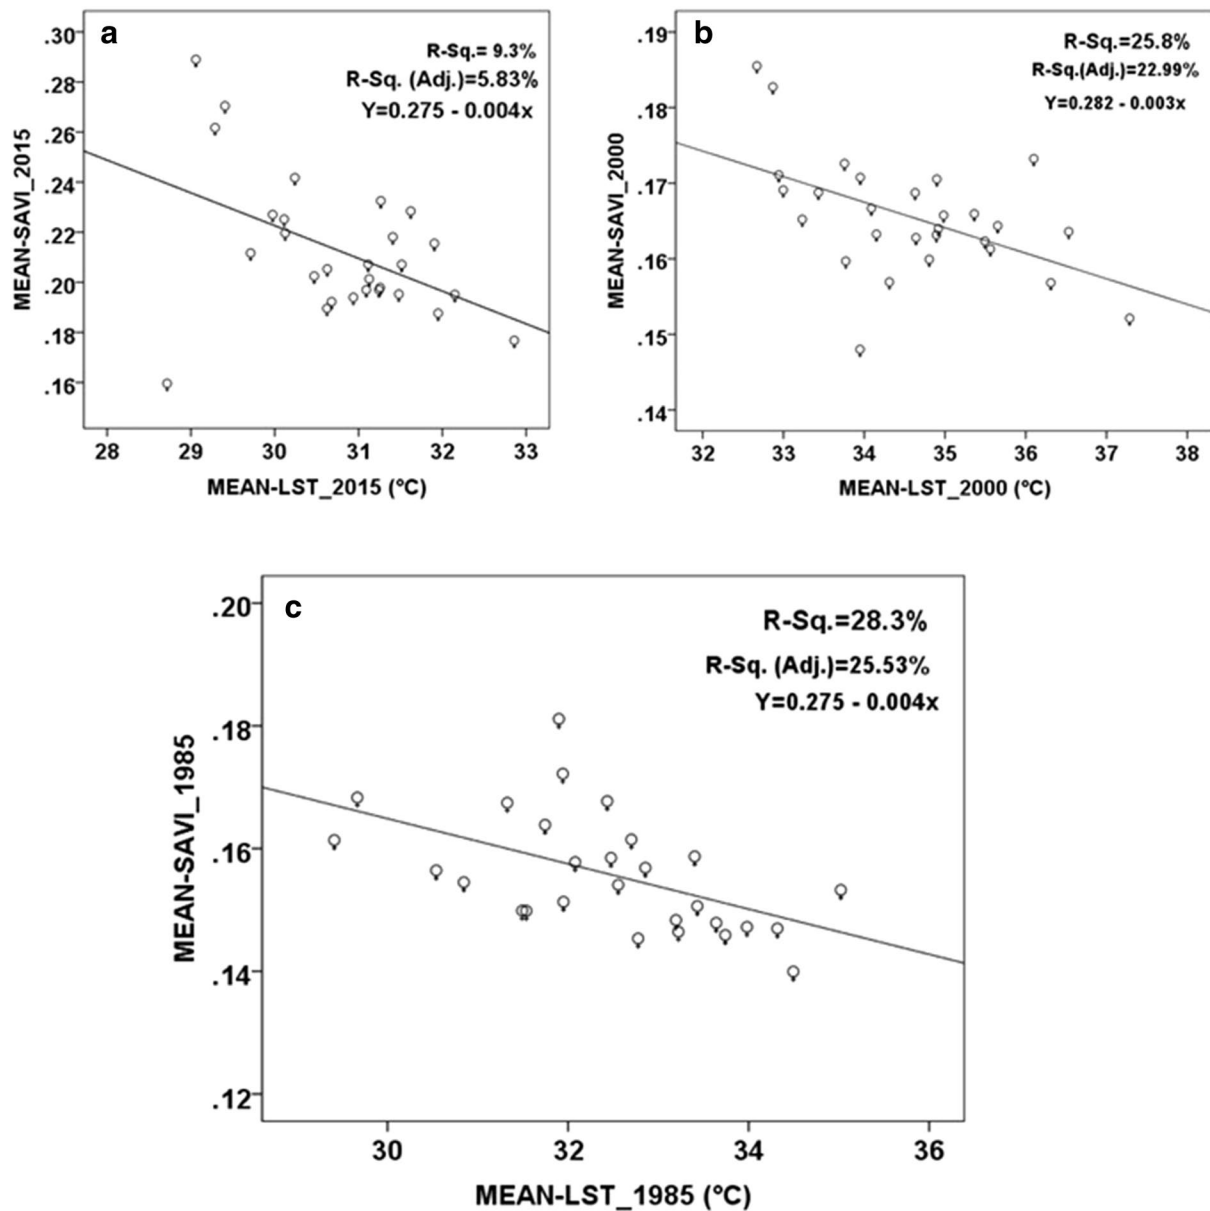 a
R-Sq.= 9.3%
R-Sq. (Adj.)=5.83%
Y=0.275 - 0.004x
.30
.28
.26
.24
.22
.20
.18
.16
MEAN-SAVI_2015
28 29 30 31 32 33
MEAN-LST_2015 (°C)
b
R-Sq.=25.8%
R-Sq.(Adj.)=22.99%
Y=0.282 - 0.003x
.19
.18
.17
.16
.15
.14
MEAN-SAVI_2000
32 33 34 35 36 37 38
MEAN-LST_2000 (°C)
c
R-Sq.=28.3%
R-Sq. (Adj.)=25.53%
Y=0.275 - 0.004x
.20
.18
.16
.14
.12
MEAN-SAVI_1985
30 32 34 36
MEAN-LST_1985 (°C)